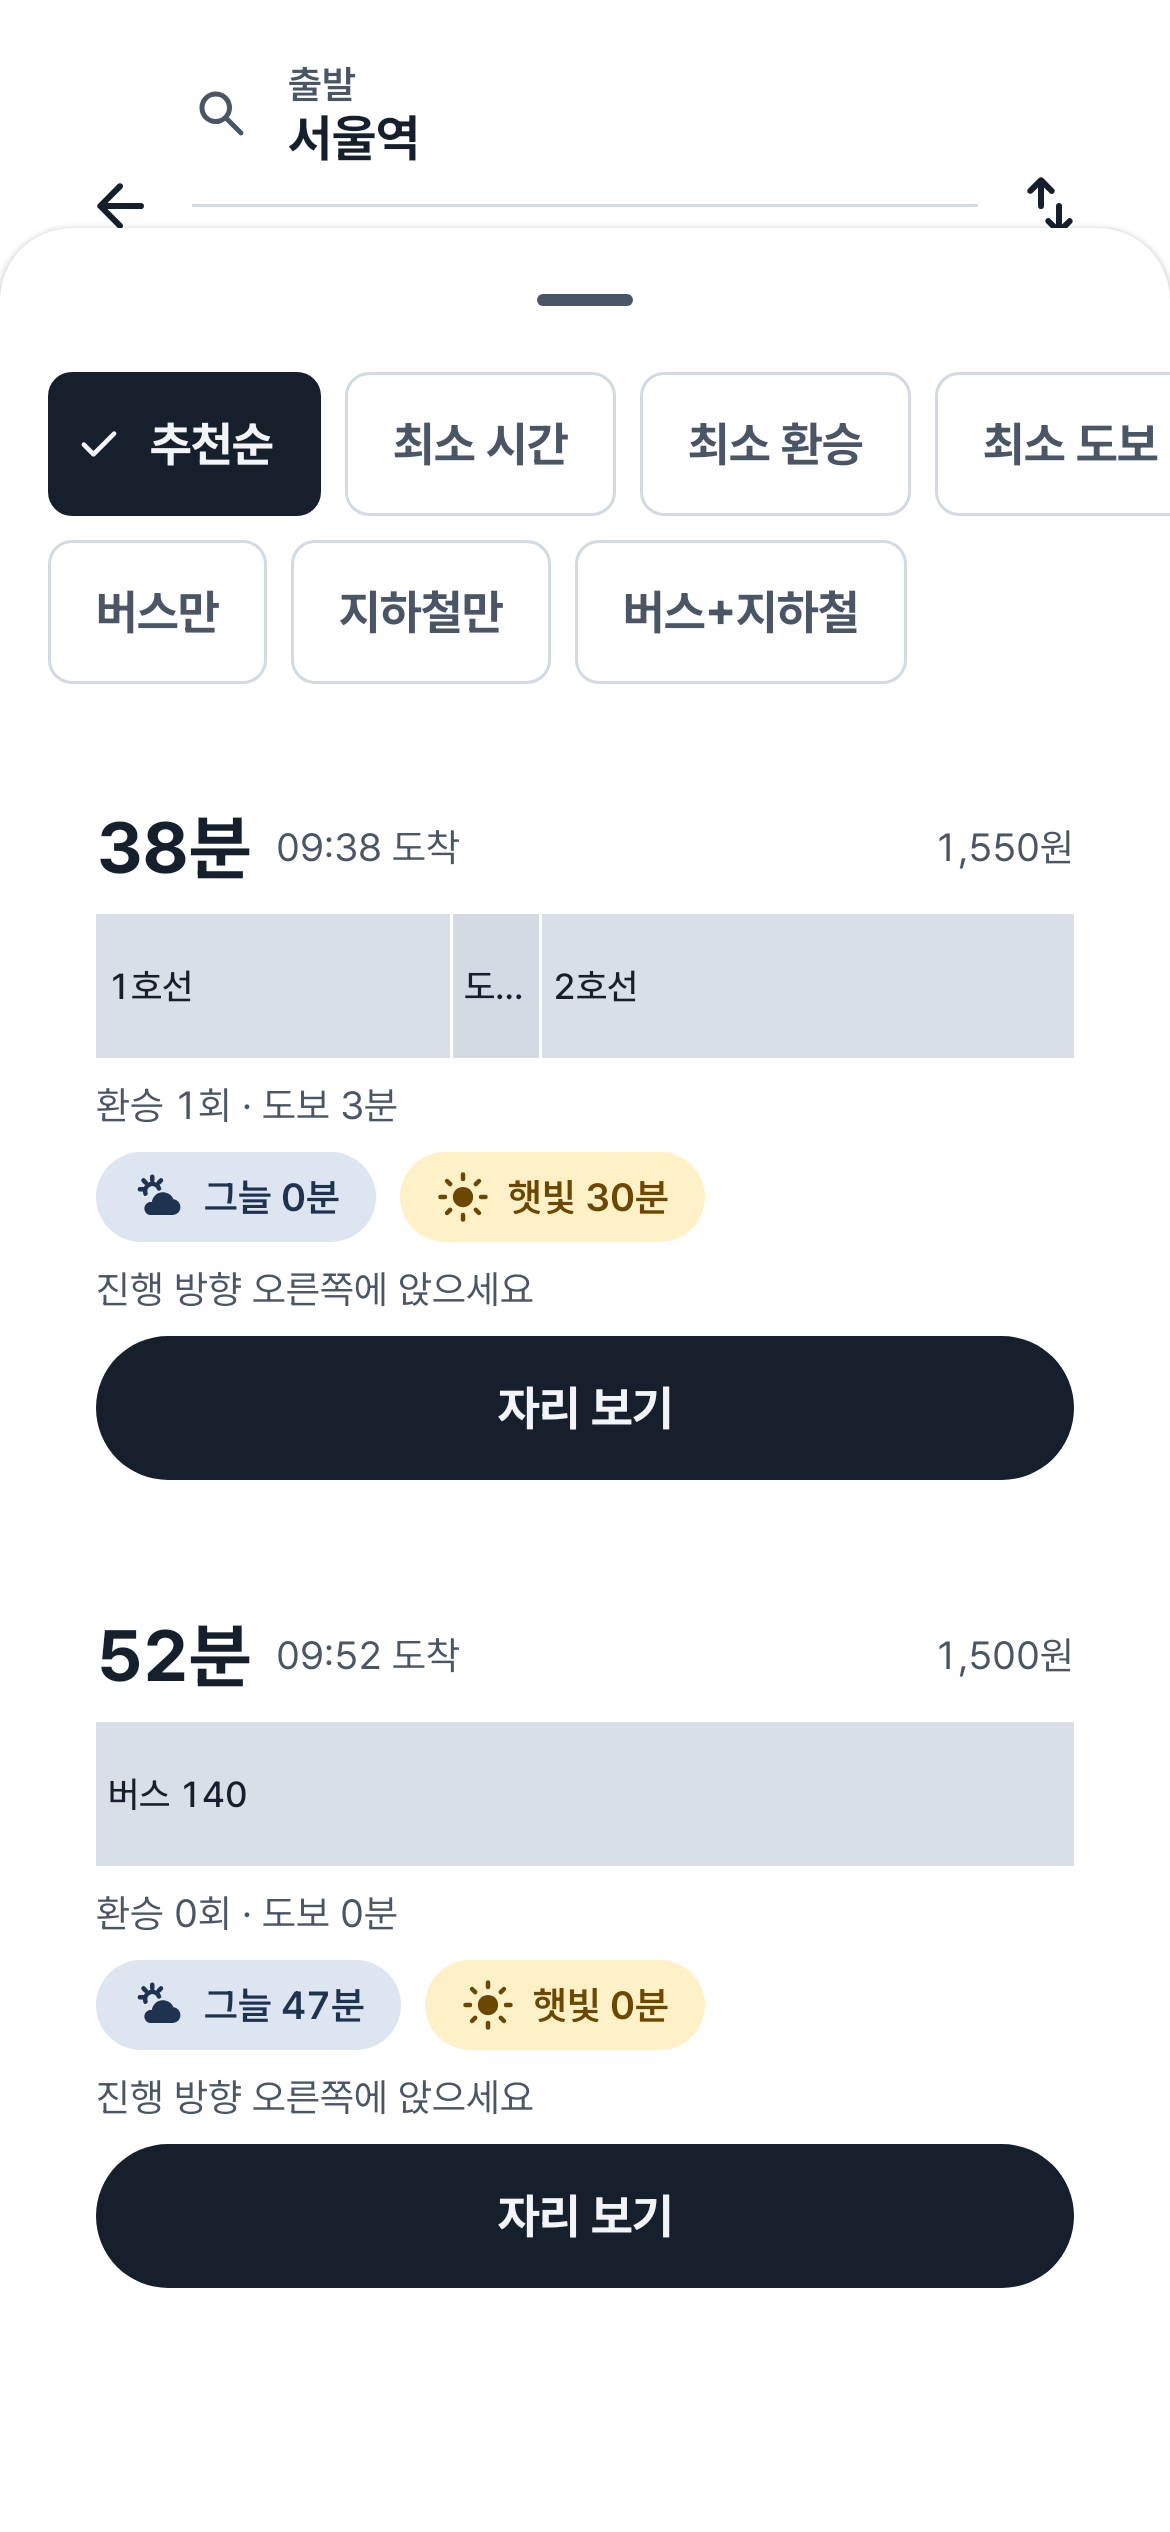 출발
서울역
추천순 최소 시간 최소 환승 최소 도보
버스만 지하철만 버스+지하철
38분 09:38 도착 1,550원
1호선 도... 2호선
환승 1회 · 도보 3분
그늘 0분 햇빛 30분
진행 방향 오른쪽에 앉으세요
자리 보기
52분 09:52 도착 1,500원
버스 140
환승 0회 · 도보 0분
그늘 47분 햇빛 0분
진행 방향 오른쪽에 앉으세요
자리 보기